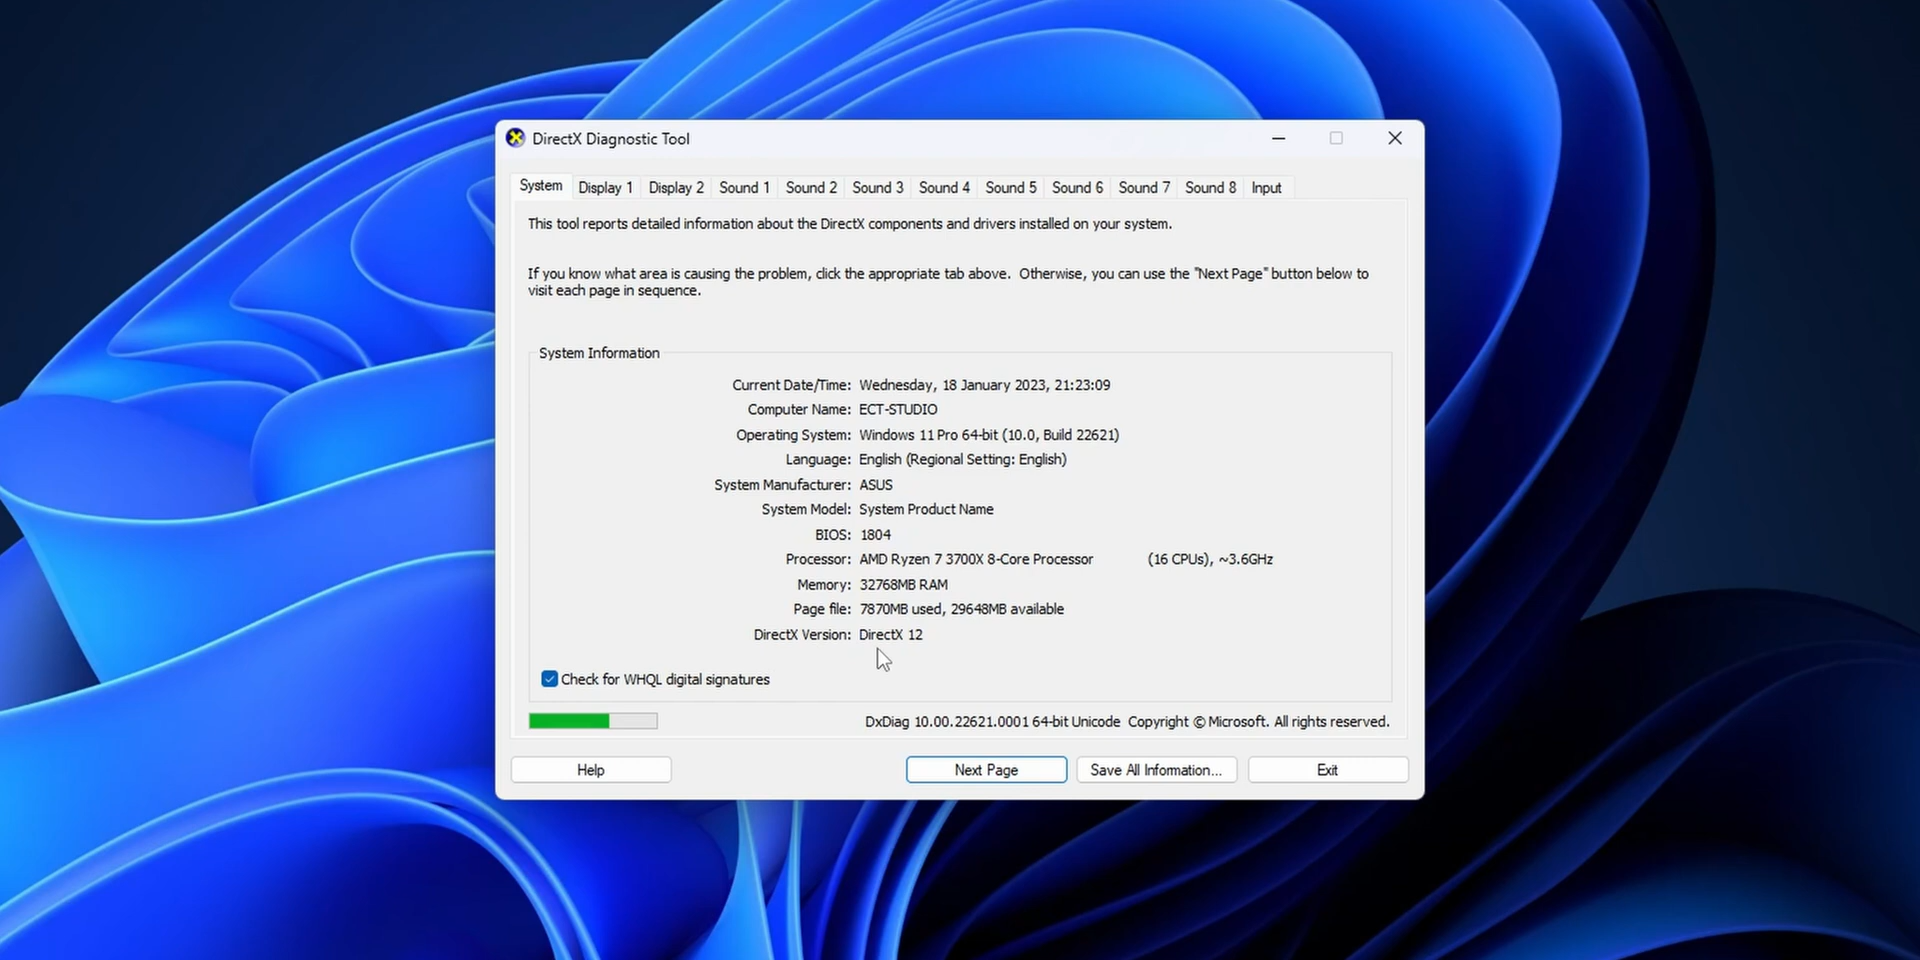 DirectX Diagnostic Tool
System Display 1 Display 2 Sound 1 Sound 2 Sound 3 Sound 4 Sound 5 Sound 6 Sound 7 Sound 8 Input
This tool reports detailed information about the DirectX components and drivers installed on your system.
If you know what area is causing the problem, click the appropriate tab above.  Otherwise, you can use the "Next Page" button below to
visit each page in sequence.
System Information
Current Date/Time: Wednesday, 18 January 2023, 21:23:09
Computer Name: ECT-STUDIO
Operating System: Windows 11 Pro 64-bit (10.0, Build 22621)
Language: English (Regional Setting: English)
System Manufacturer: ASUS
System Model: System Product Name
BIOS: 1804
Processor: AMD Ryzen 7 3700X 8-Core Processor (16 CPUs), ~3.6GHz
Memory: 32768MB RAM
Page file: 7870MB used, 29648MB available
DirectX Version: DirectX 12
Check for WHQL digital signatures
DxDiag 10.00.22621.0001 64-bit Unicode  Copyright © Microsoft. All rights reserved.
Help Next Page Save All Information... Exit